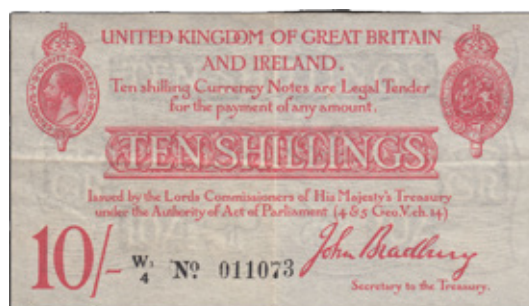 UNITED KINGDOM OF GREAT BRITAIN
AND IRELAND.
Ten shilling Currency Notes are Legal Tender
for the payment of any amount.
TEN SHILLINGS
Issued by the Lords Commissioners of His Majesty's Treasury
under the Authority of Act of Parliament (4 & 5 Geo. V. ch. 14)
10/- W1/4 No 011073 John Bradbury
Secretary to the Treasury.